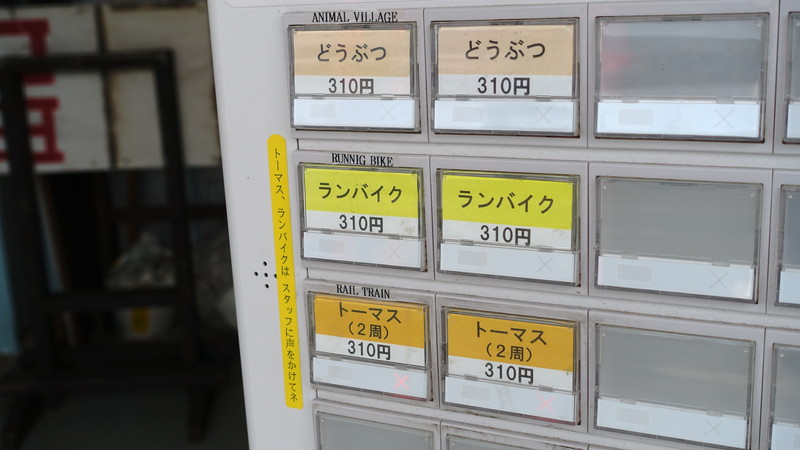 ANIMAL VILLAGE
どうぶつ
310円
どうぶつ
310円
RUNNIG BIKE
ランバイク
310円
ランバイク
310円
RAIL TRAIN
トーマス
(2周)
310円
トーマス
(2周)
310円
トーマス、ランバイクは スタッフに声をかけてネ